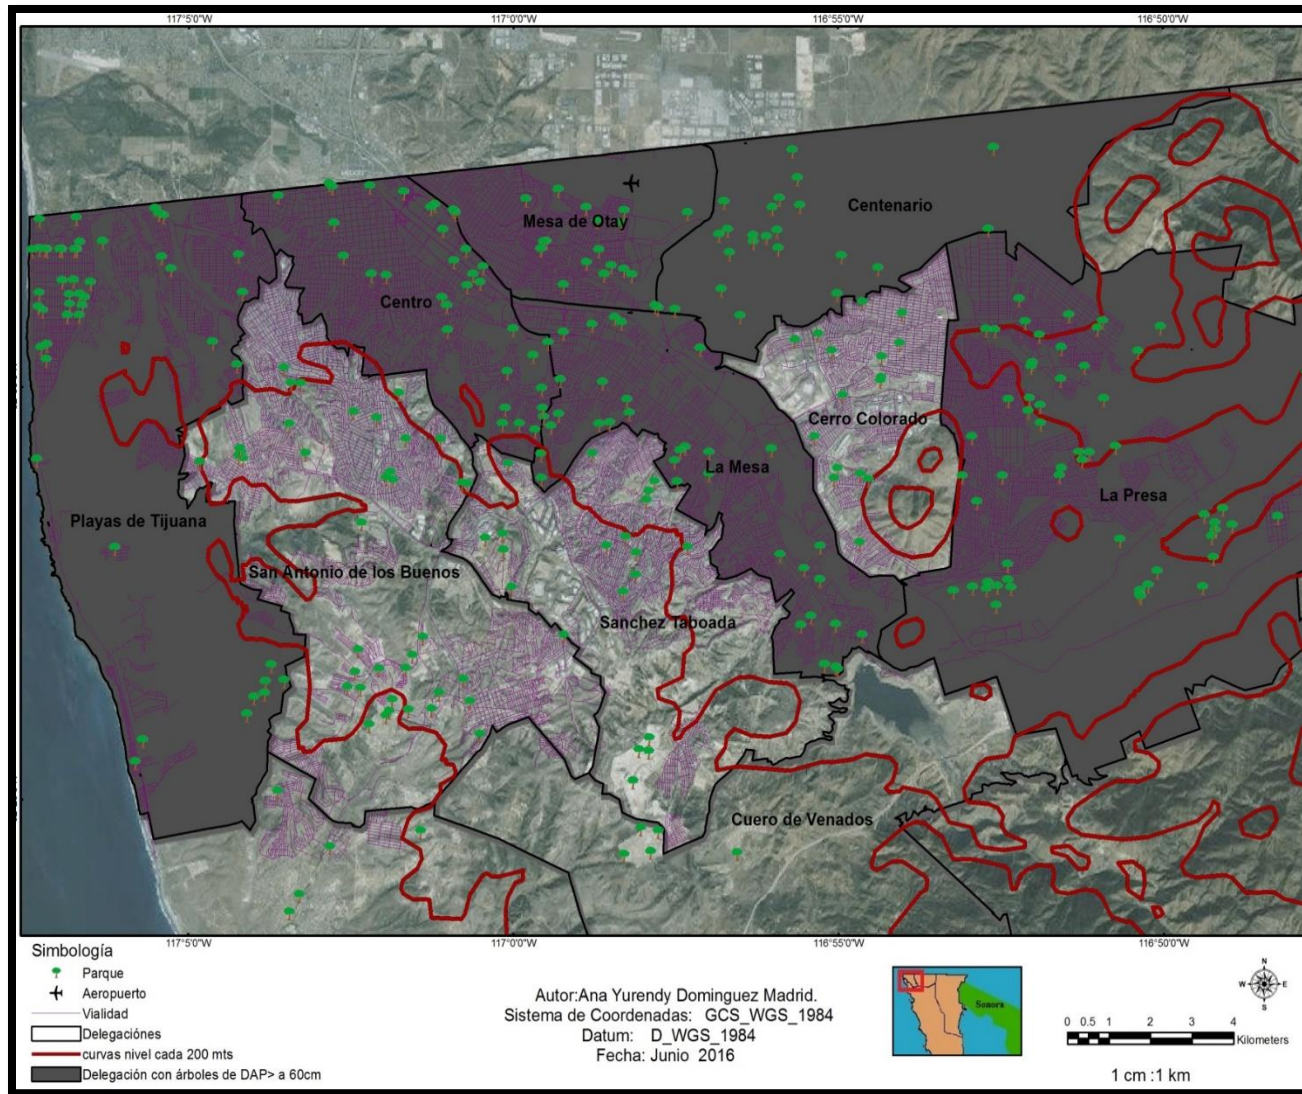 117°5'0"W 117°0'0"W 116°55'0"W 116°50'0"W
Centenario
Mesa de Otay
Centro
Cerro Colorado
La Mesa
La Presa
Playas de Tijuana
San Antonio de los Buenos
Sanchez Taboada
Cuero de Venados
117°5'0"W 117°0'0"W 116°55'0"W 116°50'0"W
Simbología
Parque
Aeropuerto
Vialidad
Delegaciónes
curvas nivel cada 200 mts
Delegación con árboles de DAP> a 60cm
Autor:Ana Yurendy Dominguez Madrid.
Sistema de Coordenadas: GCS_WGS_1984
Datum: D_WGS_1984
Fecha: Junio 2016
Sonora
N
W E
S
0 0.5 1 2 3 4
Kilometers
1 cm :1 km